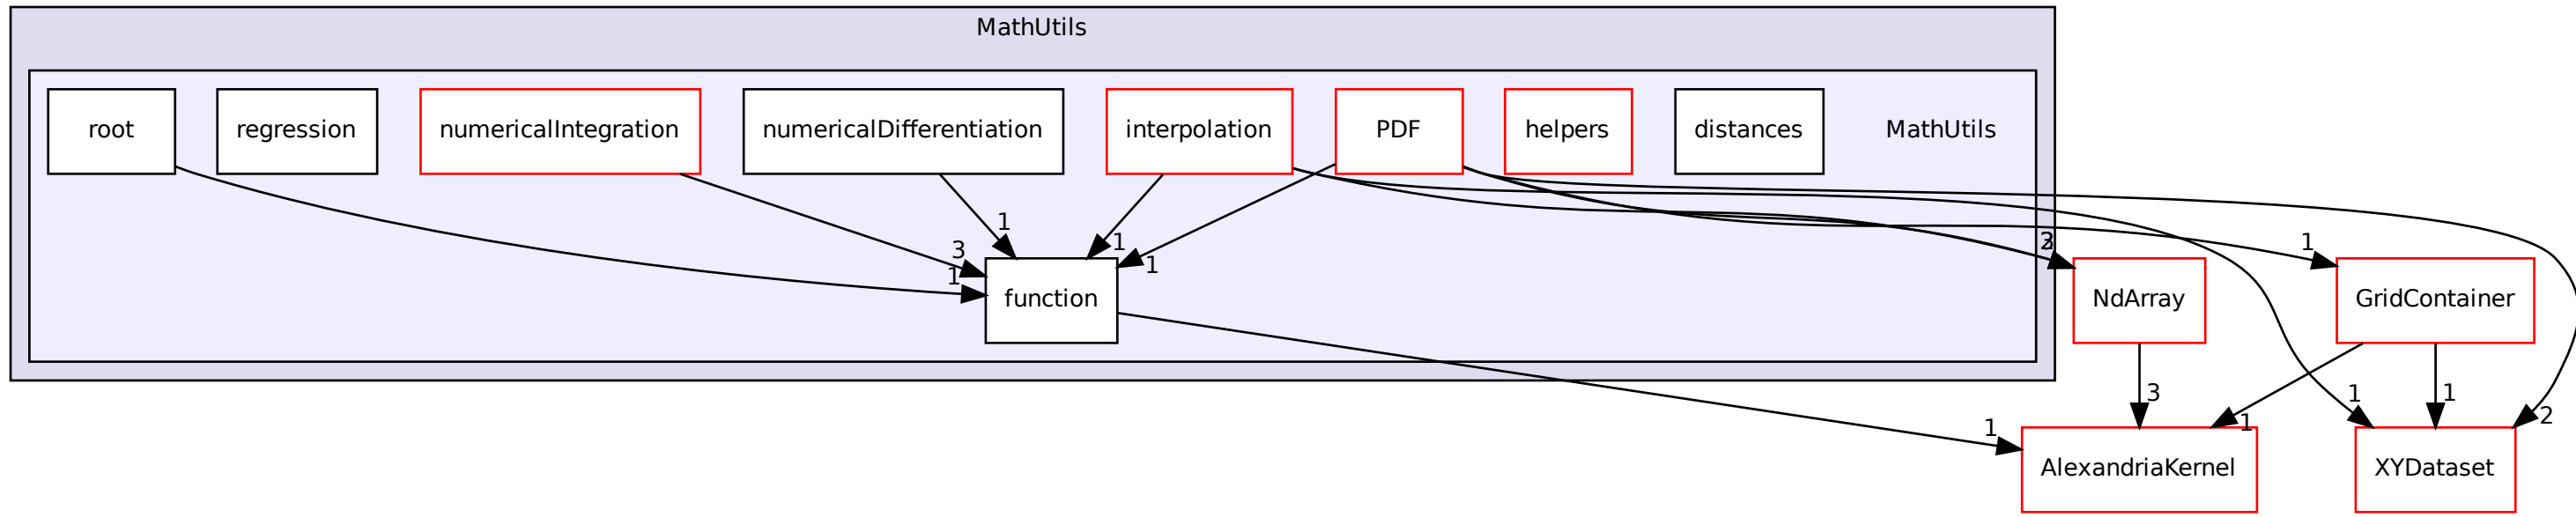 MathUtils
root
regression
numericalIntegration
numericalDifferentiation
interpolation
PDF
helpers
distances
MathUtils
1
3
1
1
1
1
function
NdArray
GridContainer
3
1
1
1
1
2
AlexandriaKernel
XYDataset